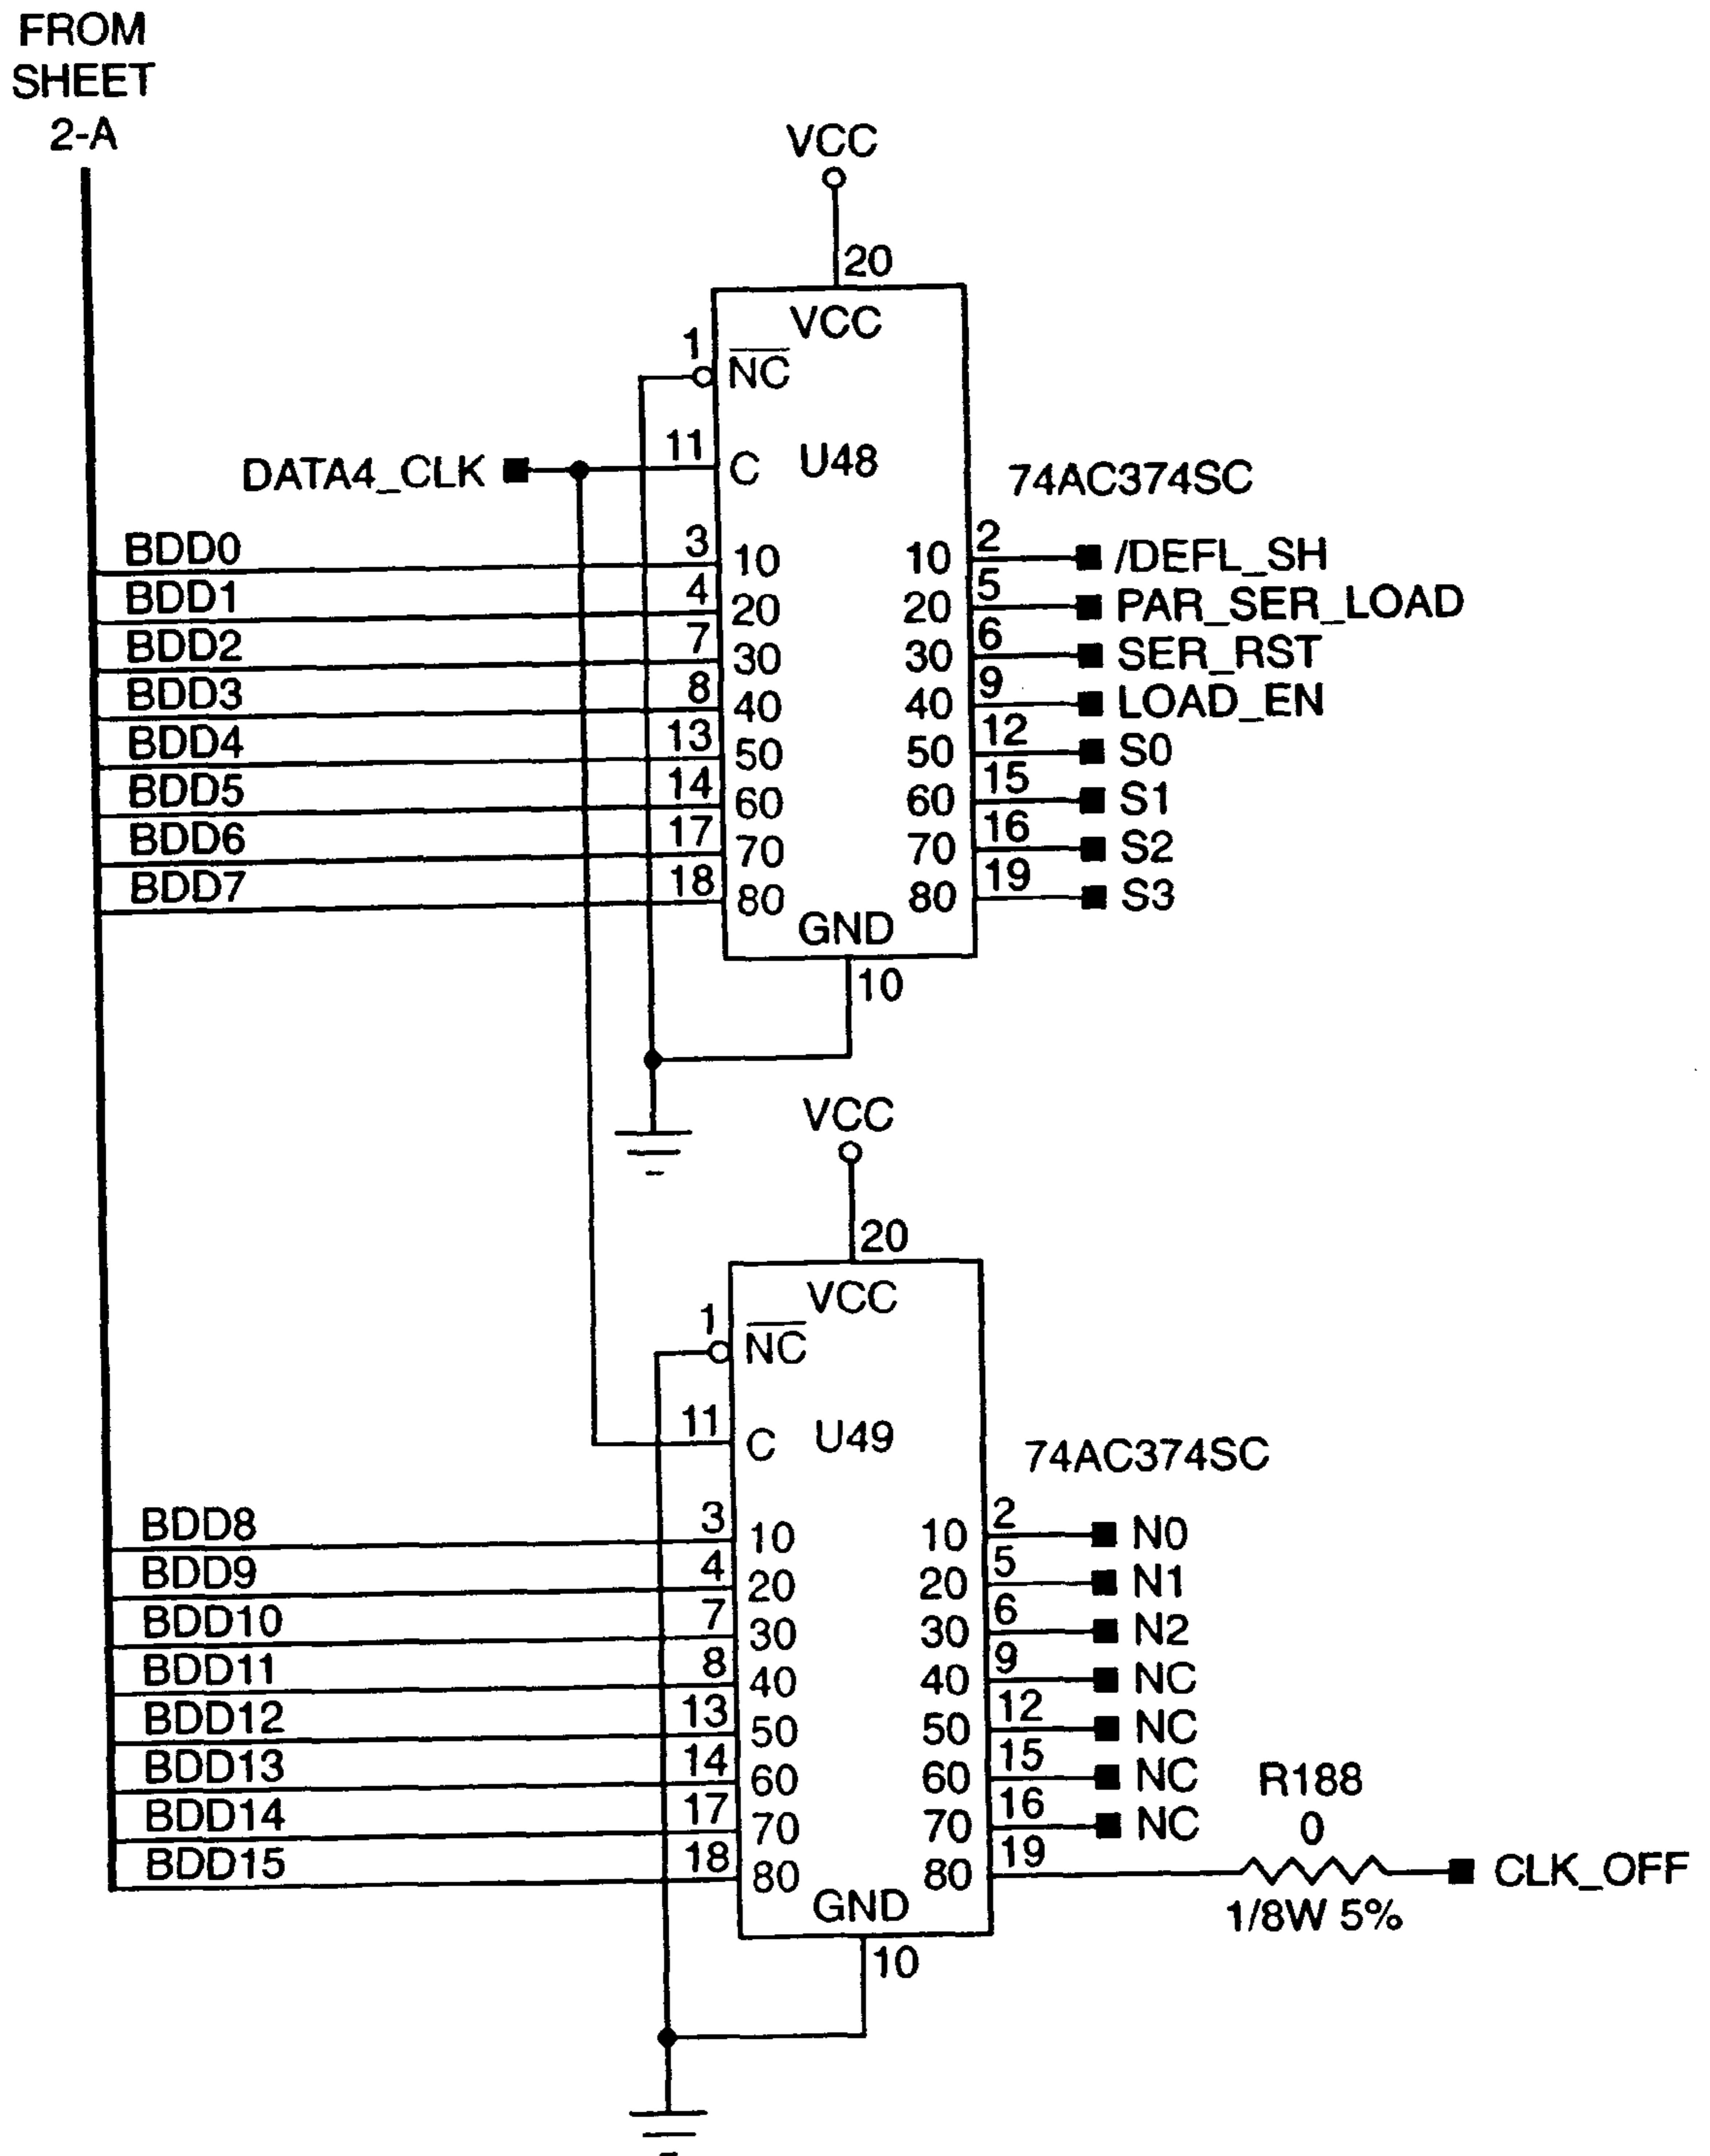 FROM
SHEET
2-A
VCC
20
VCC
1 NC
DATA4_CLK 11 C U48
74AC374SC
BDD0 3 10 10 2 /DEFL_SH
BDD1 4 20 20 5 PAR_SER_LOAD
BDD2 7 30 30 6 SER_RST
BDD3 8 40 40 9 LOAD_EN
BDD4 13 50 50 12 S0
BDD5 14 60 60 15 S1
BDD6 17 70 70 16 S2
BDD7 18 80 80 19 S3
GND
10
VCC
20
VCC
1 NC
11 C U49
74AC374SC
BDD8 3 10 10 2 N0
BDD9 4 20 20 5 N1
BDD10 7 30 30 6 N2
BDD11 8 40 40 9 NC
BDD12 13 50 50 12 NC
BDD13 14 60 60 15 NC
BDD14 17 70 70 16 NC
BDD15 18 80 80 19 CLK_OFF
R188
0
1/8W 5%
GND
10